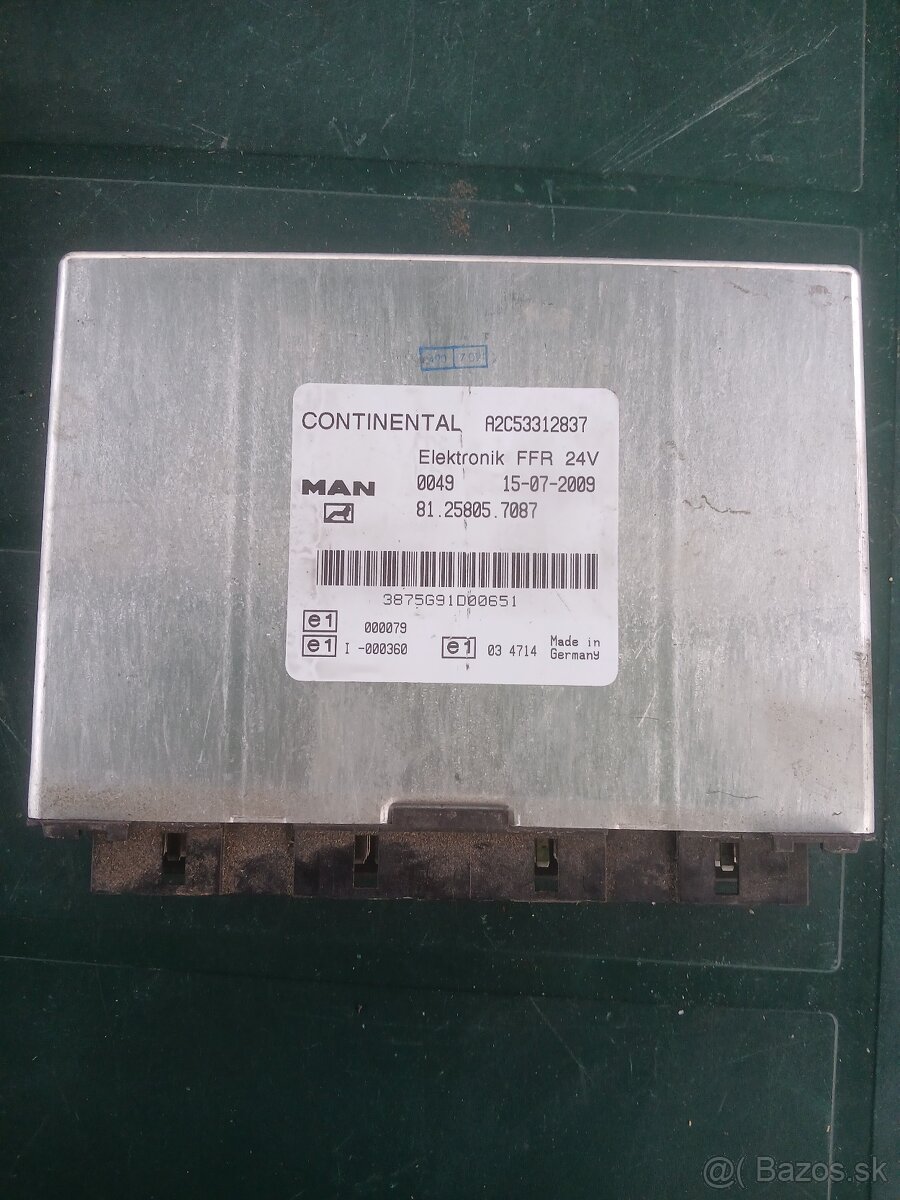 CONTINENTAL A2C53312837
Elektronik FFR 24V
MAN 0049 15-07-2009
81.25805.7087
3875G91D00651
e1 000079
e1 I -000360 e1 03 4714 Made in Germany
@( Bazos.sk